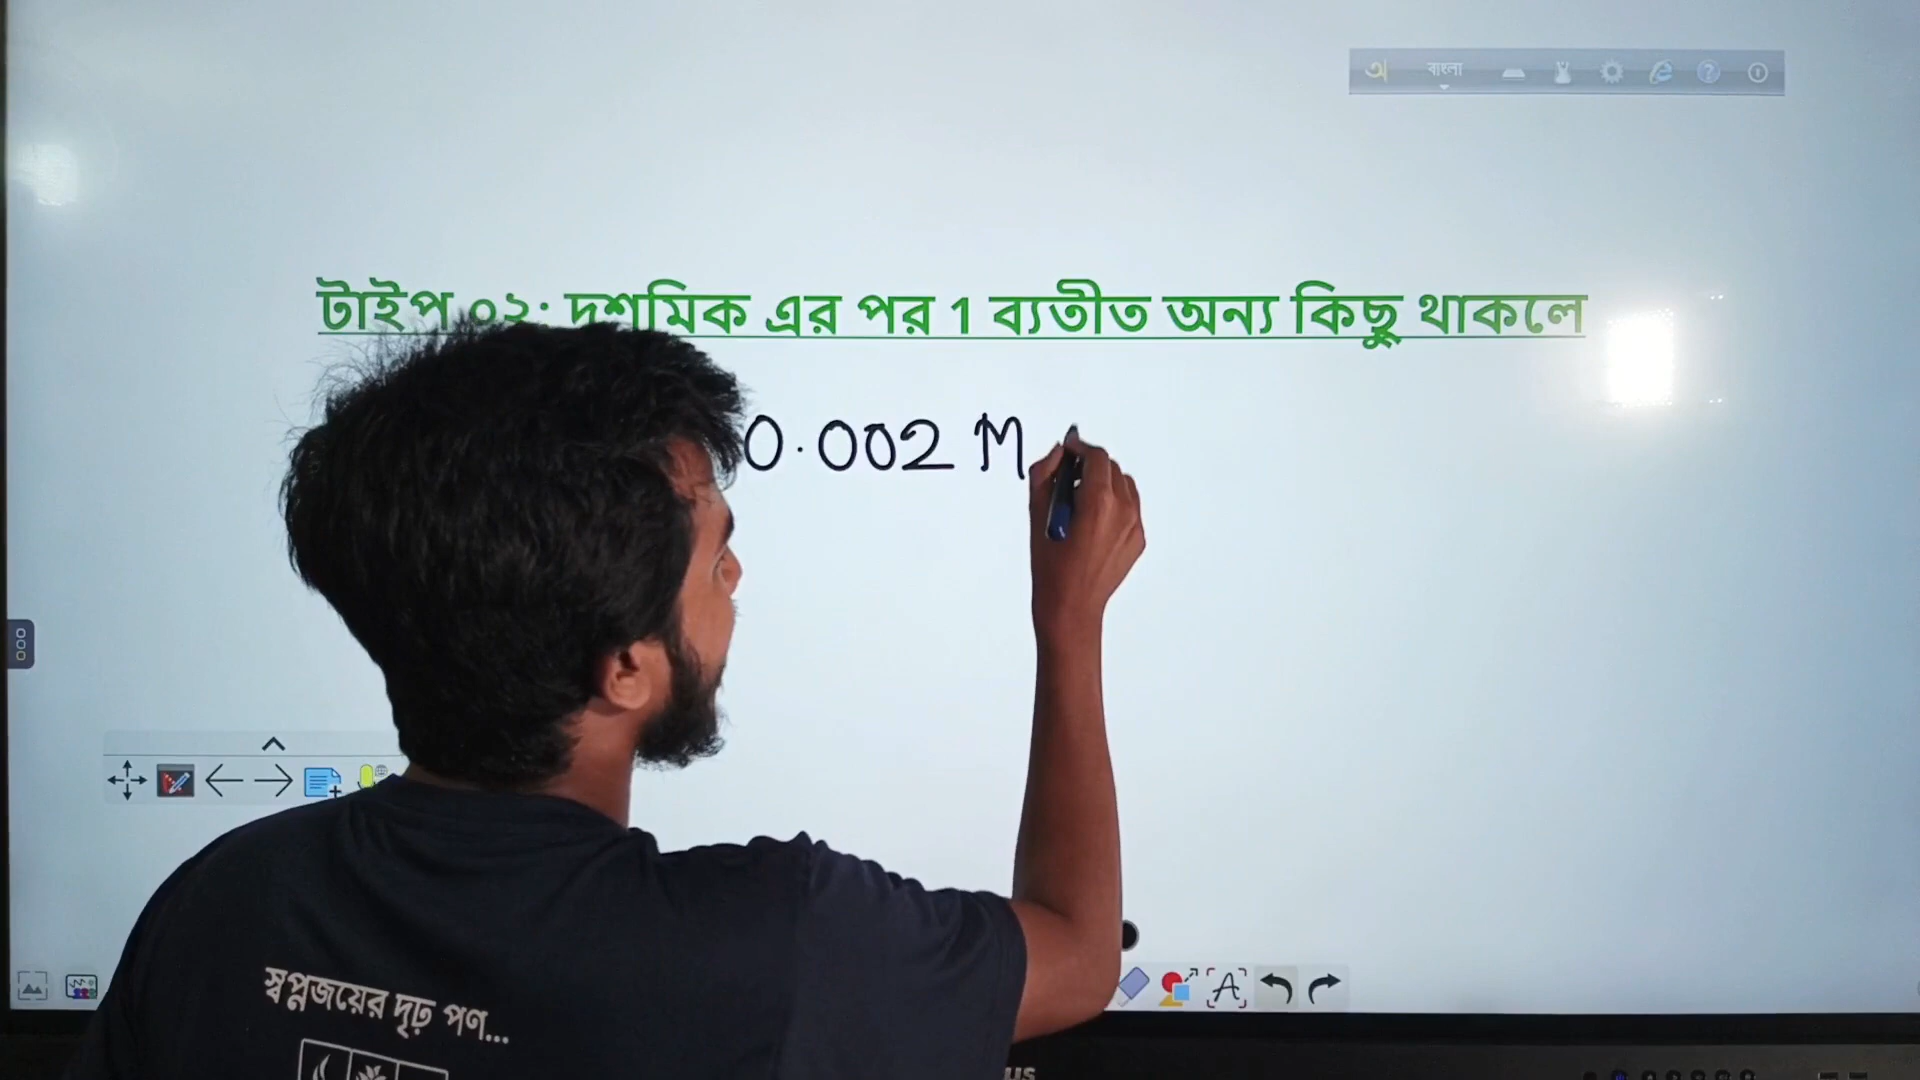 বাংলা
টাইপ ০২: দশমিক এর পর 1 ব্যতীত অন্য কিছু থাকলে
0.002 M
স্বপ্নজয়ের দৃঢ় পণ...